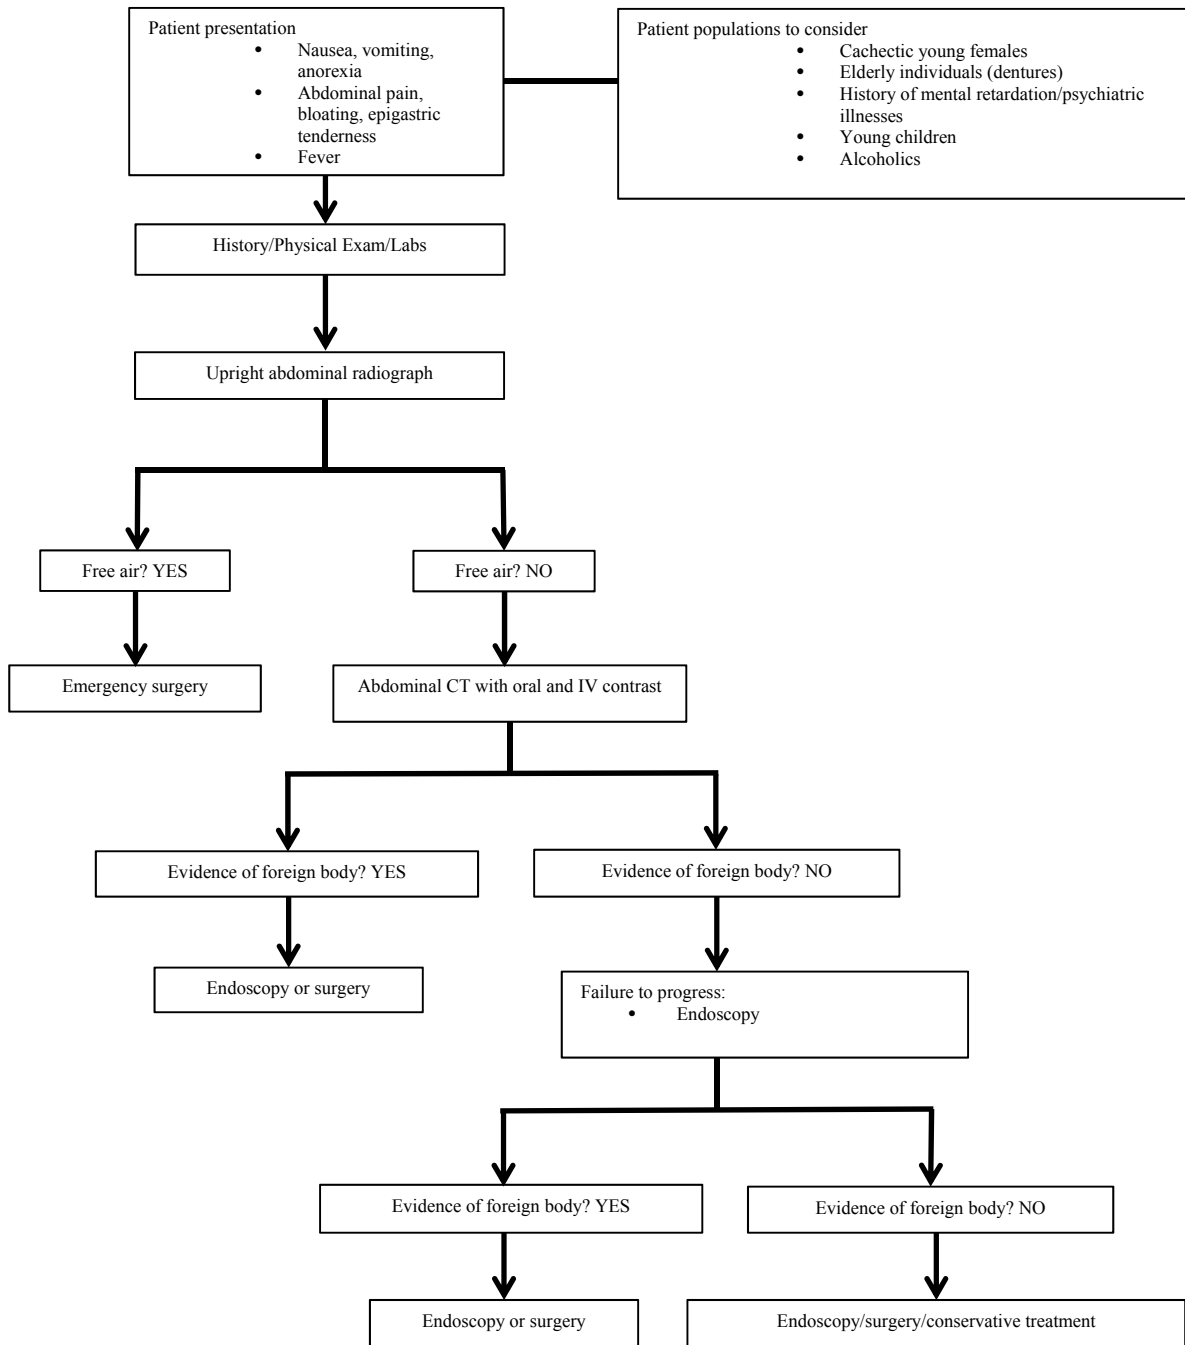 Patient presentation
• Nausea, vomiting,
anorexia
• Abdominal pain,
bloating, epigastric
tenderness
• Fever
Patient populations to consider
• Cachectic young females
• Elderly individuals (dentures)
• History of mental retardation/psychiatric
illnesses
• Young children
• Alcoholics
History/Physical Exam/Labs
Upright abdominal radiograph
Free air? YES
Free air? NO
Emergency surgery
Abdominal CT with oral and IV contrast
Evidence of foreign body? YES
Evidence of foreign body? NO
Endoscopy or surgery
Failure to progress:
• Endoscopy
Evidence of foreign body? YES
Evidence of foreign body? NO
Endoscopy or surgery
Endoscopy/surgery/conservative treatment